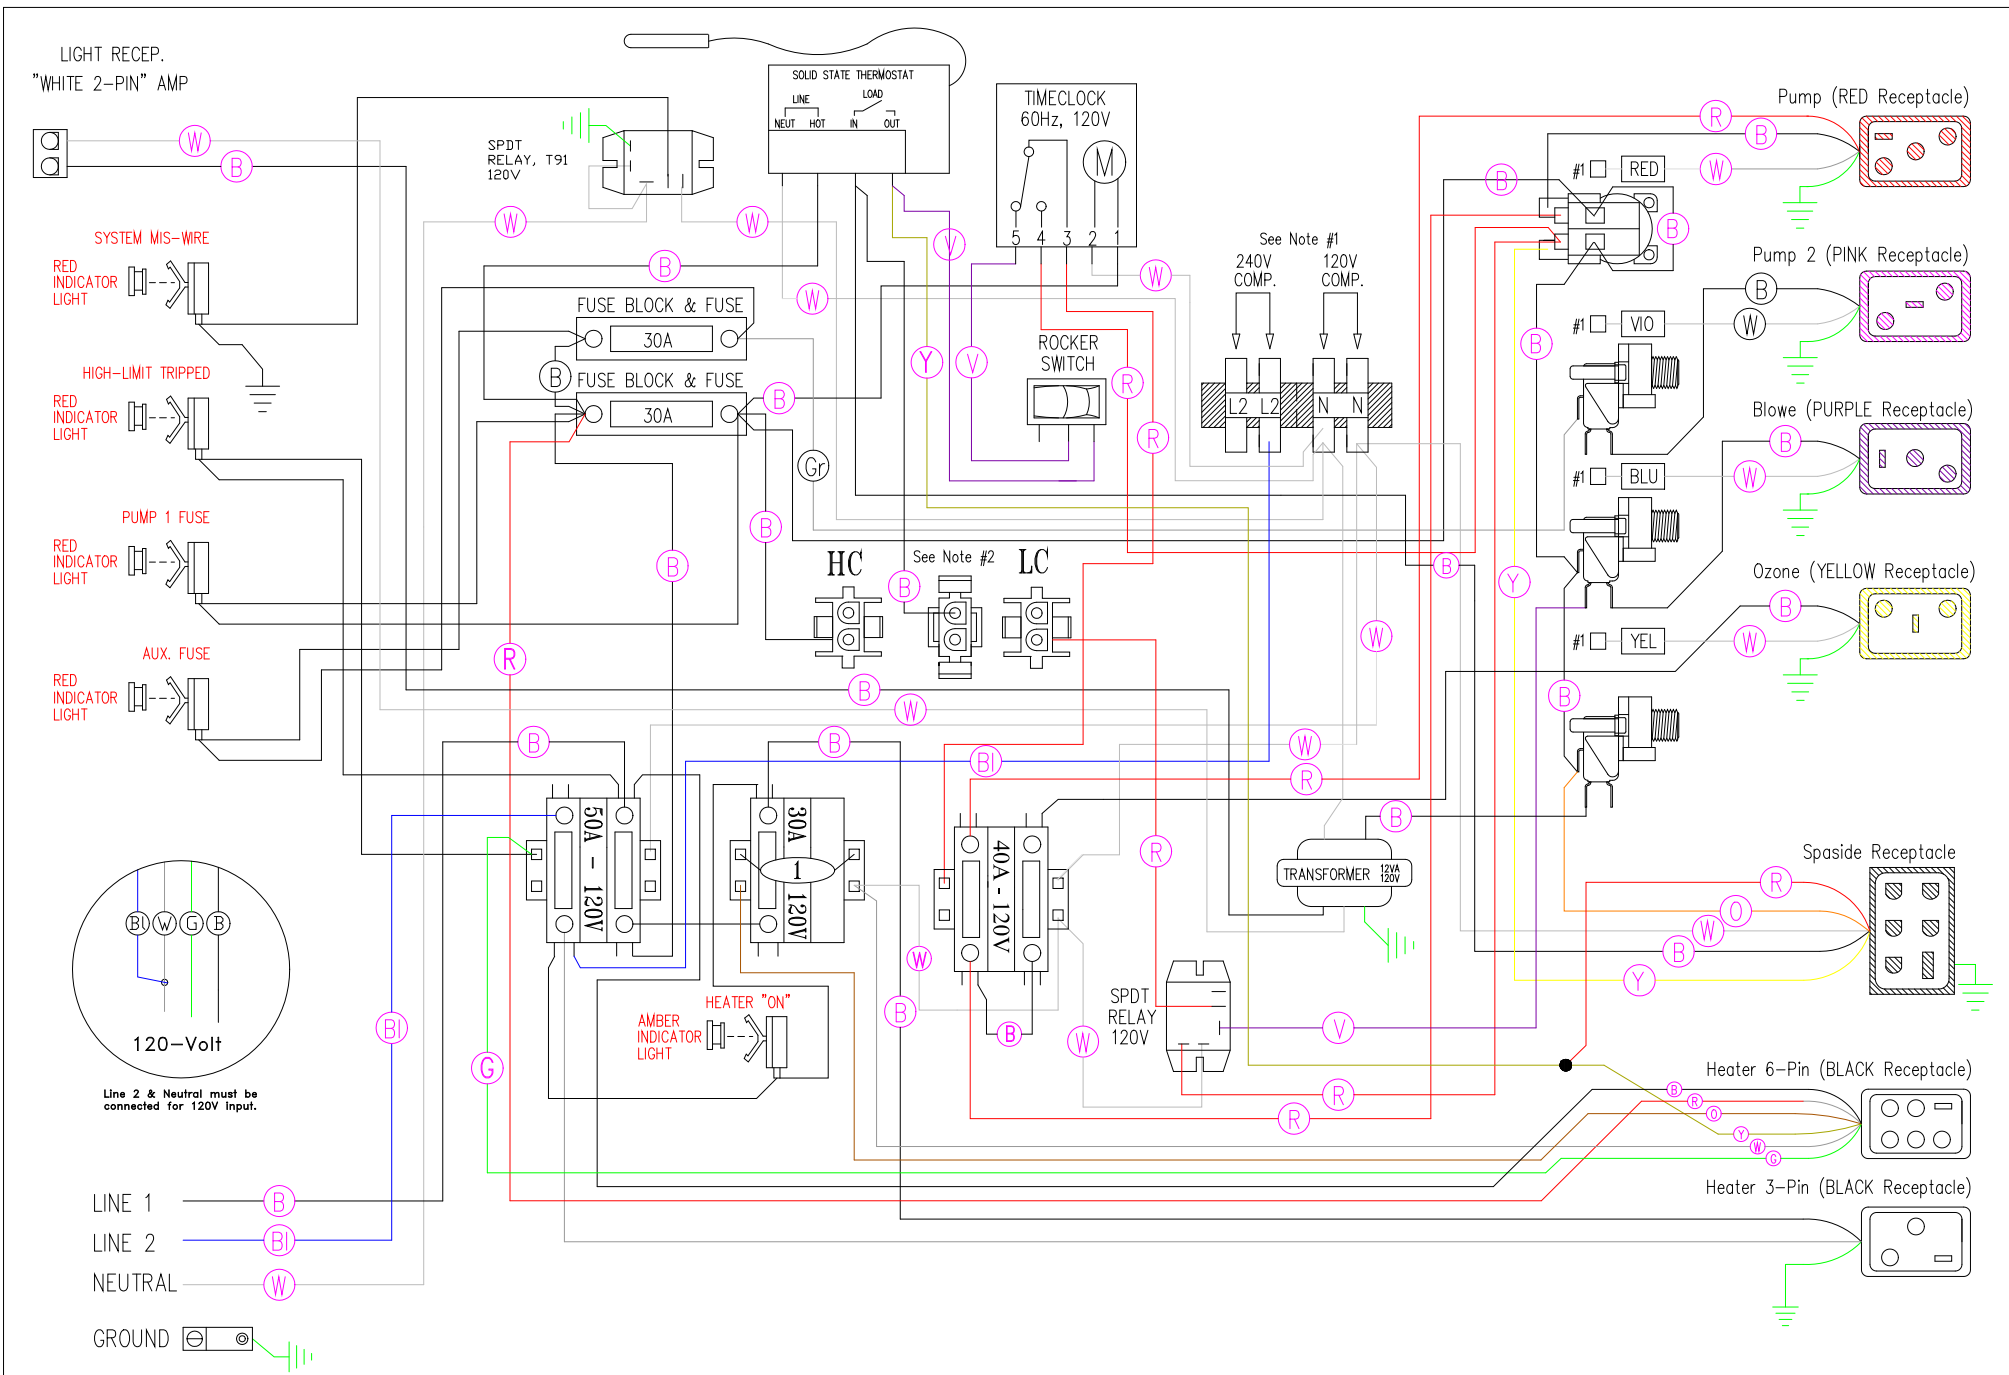 LIGHT RECEP.
"WHITE 2-PIN" AMP
W
B
SPDT
RELAY, T91
120V
W
W
B
SOLID STATE THERMOSTAT
LINE
LOAD
NEUT HOT IN OUT
V
W
TIMECLOCK
60Hz, 120V
M
5 4 3 2 1
W
See Note #1
240V
COMP.
120V
COMP.
L2 L2 N N
ROCKER
SWITCH
V
Y
R
R
Pump (RED Receptacle)
R
B
#1 RED W
B
B
Pump 2 (PINK Receptacle)
B
#1 VIO W
B
Blowe (PURPLE Receptacle)
B
#1 BLU W
Ozone (YELLOW Receptacle)
B
#1 YEL W
B
Y
B
SYSTEM MIS-WIRE
RED
INDICATOR
LIGHT
HIGH-LIMIT TRIPPED
RED
INDICATOR
LIGHT
PUMP 1 FUSE
RED
INDICATOR
LIGHT
AUX. FUSE
RED
INDICATOR
LIGHT
FUSE BLOCK & FUSE
30A
B
FUSE BLOCK & FUSE
30A
B
Gr
B
B
HC
See Note #2
LC
B
R
W
B
W
B
B
Bl
W
R
50A - 120V
30A 120V
1
40A-120V
R
B
TRANSFORMER 12VA
120V
Spaside Receptacle
R
O
W
B
Y
Bl W G B
120-Volt
Line 2 & Neutral must be
connected for 120V input.
Bl
G
HEATER "ON"
AMBER
INDICATOR
LIGHT
B
W
B
W
SPDT
RELAY
120V
V
R
R
Heater 6-Pin (BLACK Receptacle)
B
R
O
Y
W
G
Heater 3-Pin (BLACK Receptacle)
LINE 1 B
LINE 2 Bl
NEUTRAL W
GROUND